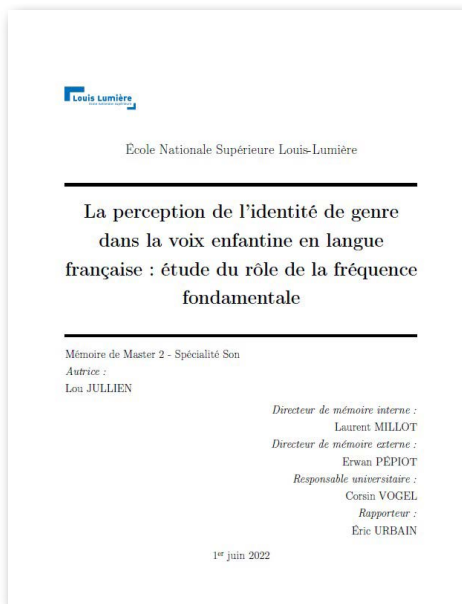 Louis Lumière
École Nationale Supérieure Louis-Lumière
La perception de l'identité de genre
dans la voix enfantine en langue
française : étude du rôle de la fréquence
fondamentale
Mémoire de Master 2 - Spécialité Son
Autrice :
Lou JULLIEN
Directeur de mémoire interne :
Laurent MILLOT
Directeur de mémoire externe :
Erwan PÉPIOT
Responsable universitaire :
Corsin VOGEL
Rapporteur :
Éric URBAIN
1er juin 2022